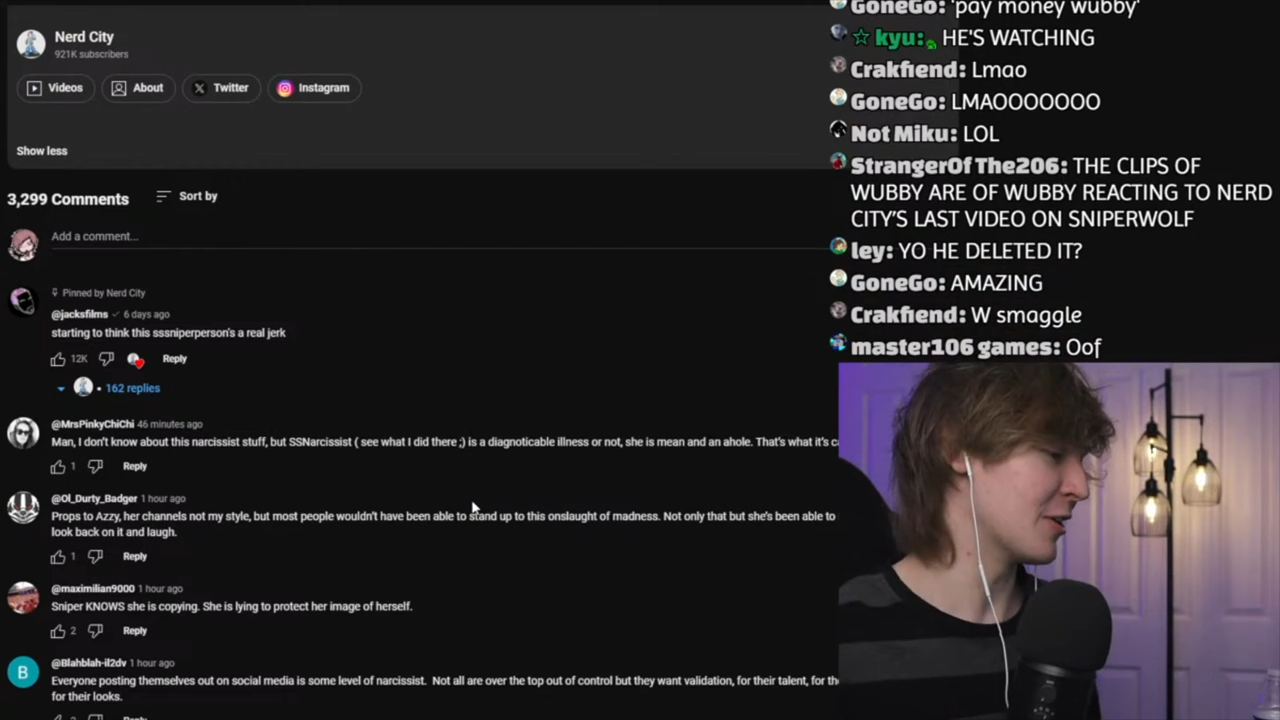 Nerd City
921K subscribers
Videos
About
Twitter
Instagram
Show less
3,299 Comments
Sort by
Add a comment...
Pinned by Nerd City
@jacksfilms 6 days ago
starting to think this sssniperperson's a real jerk
12K
Reply
162 replies
@MrsPinkyChiChi 46 minutes ago
Man, I don't know about this narcissist stuff, but SSNarcissist ( see what I did there ;) is a diagnoticable illness or not, she is mean and an ahole. That's what it's
1
Reply
@Ol_Durty_Badger 1 hour ago
Props to Azzy, her channels not my style, but most people wouldn't have been able to stand up to this onslaught of madness. Not only that but she's been able to
look back on it and laugh.
1
Reply
@maximilian9000 1 hour ago
Sniper KNOWS she is copying. She is lying to protect her image of herself.
2
Reply
B
@Blahblah-il2dv 1 hour ago
Everyone posting themselves out on social media is some level of narcissist. Not all are over the top out of control but they want validation, for their talent, for
for their looks.
GoneGo: 'pay money wubby'
kyu: HE'S WATCHING
Crakfiend: Lmao
GoneGo: LMAOOOOOOO
Not Miku: LOL
StrangerOf The206: THE CLIPS OF
WUBBY ARE OF WUBBY REACTING TO NERD
CITY'S LAST VIDEO ON SNIPERWOLF
ley: YO HE DELETED IT?
GoneGo: AMAZING
Crakfiend: W smaggle
master106 games: Oof